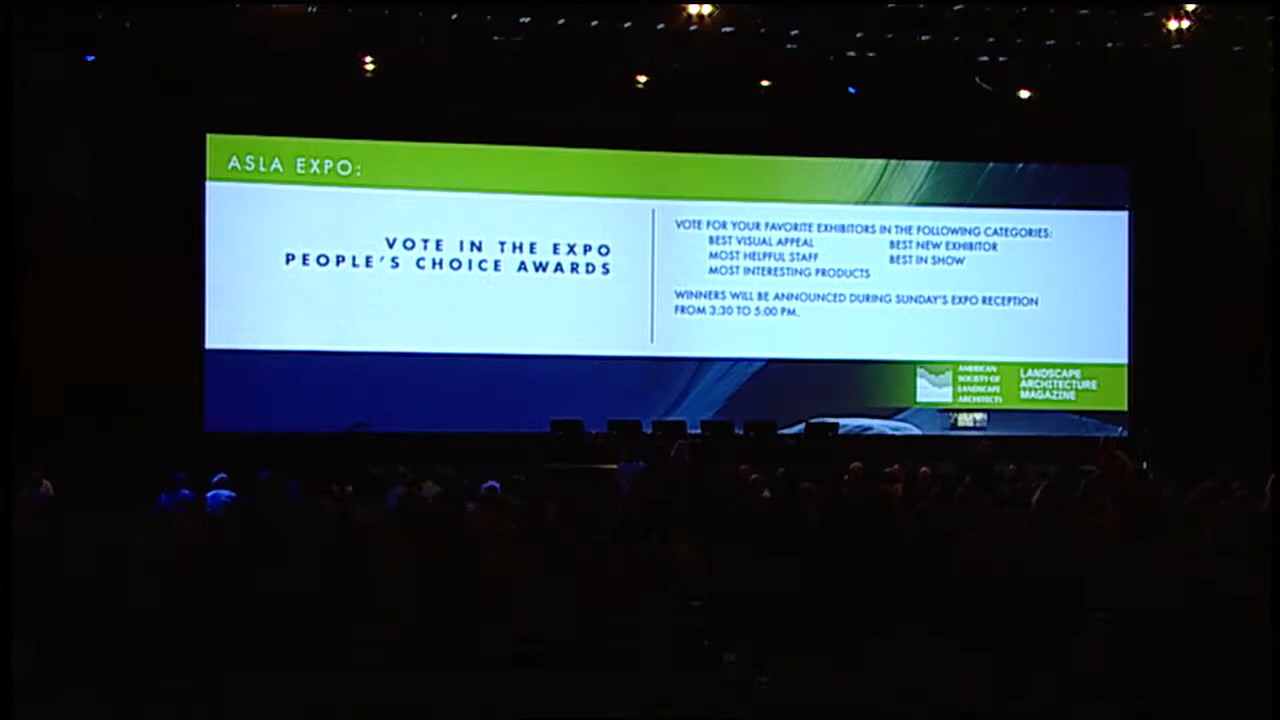 ASLA EXPO:
VOTE IN THE EXPO
PEOPLE'S CHOICE AWARDS
VOTE FOR YOUR FAVORITE EXHIBITORS IN THE FOLLOWING CATEGORIES:
BEST VISUAL APPEAL
MOST HELPFUL STAFF
MOST INTERESTING PRODUCTS
BEST NEW EXHIBITOR
BEST IN SHOW
WINNERS WILL BE ANNOUNCED DURING SUNDAY'S EXPO RECEPTION
FROM 3:30 TO 5:00 PM.
AMERICAN
SOCIETY OF
LANDSCAPE
ARCHITECTS
LANDSCAPE
ARCHITECTURE
MAGAZINE